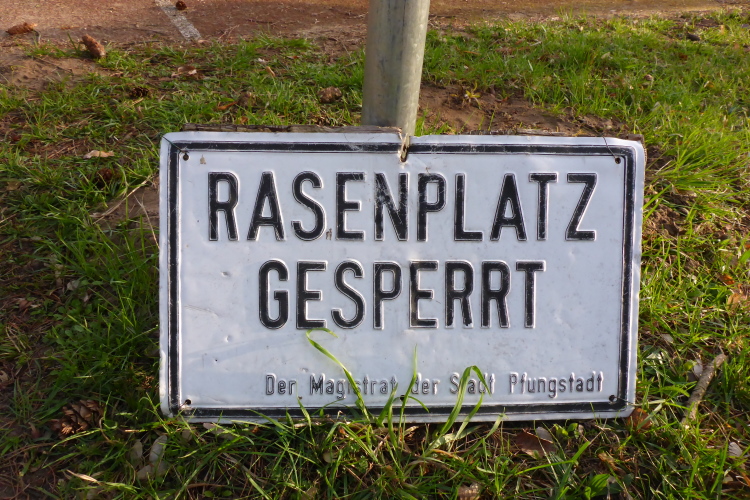 RASENPLATZ
GESPERRT
Der Magistrat der Stadt Pfungstadt